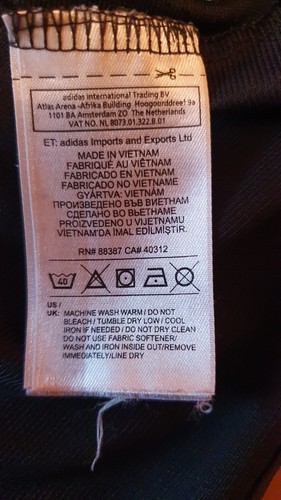 adidas International Trading BV
Atlas Arena -Afrika Building, Hoogoorddreef 9a
1101 BA Amsterdam ZO The Netherlands
VAT NO. NL 8073.01.322.B.01
ET: adidas Imports and Exports Ltd
MADE IN VIETNAM
FABRIQUÉ AU VIÊTNAM
FABRICADO EN VIETNAM
FABRICADO NO VIETNAME
GYÁRTVA: VIETNÁM
ПРОИЗВЕДЕНО ВЪВ ВИЕТНАМ
СДЕЛАНО ВО ВЬЕТНАМЕ
PROIZVEDENO U VIJETNAMU
VIETNAM'DA IMAL EDİLMİŞTİR.
RN# 88387 CA# 40312
40
US /
UK: MACHINE WASH WARM / DO NOT
BLEACH / TUMBLE DRY LOW / COOL
IRON IF NEEDED / DO NOT DRY CLEAN
DO NOT USE FABRIC SOFTENER/
WASH AND IRON INSIDE OUT/REMOVE
IMMEDIATELY/LINE DRY